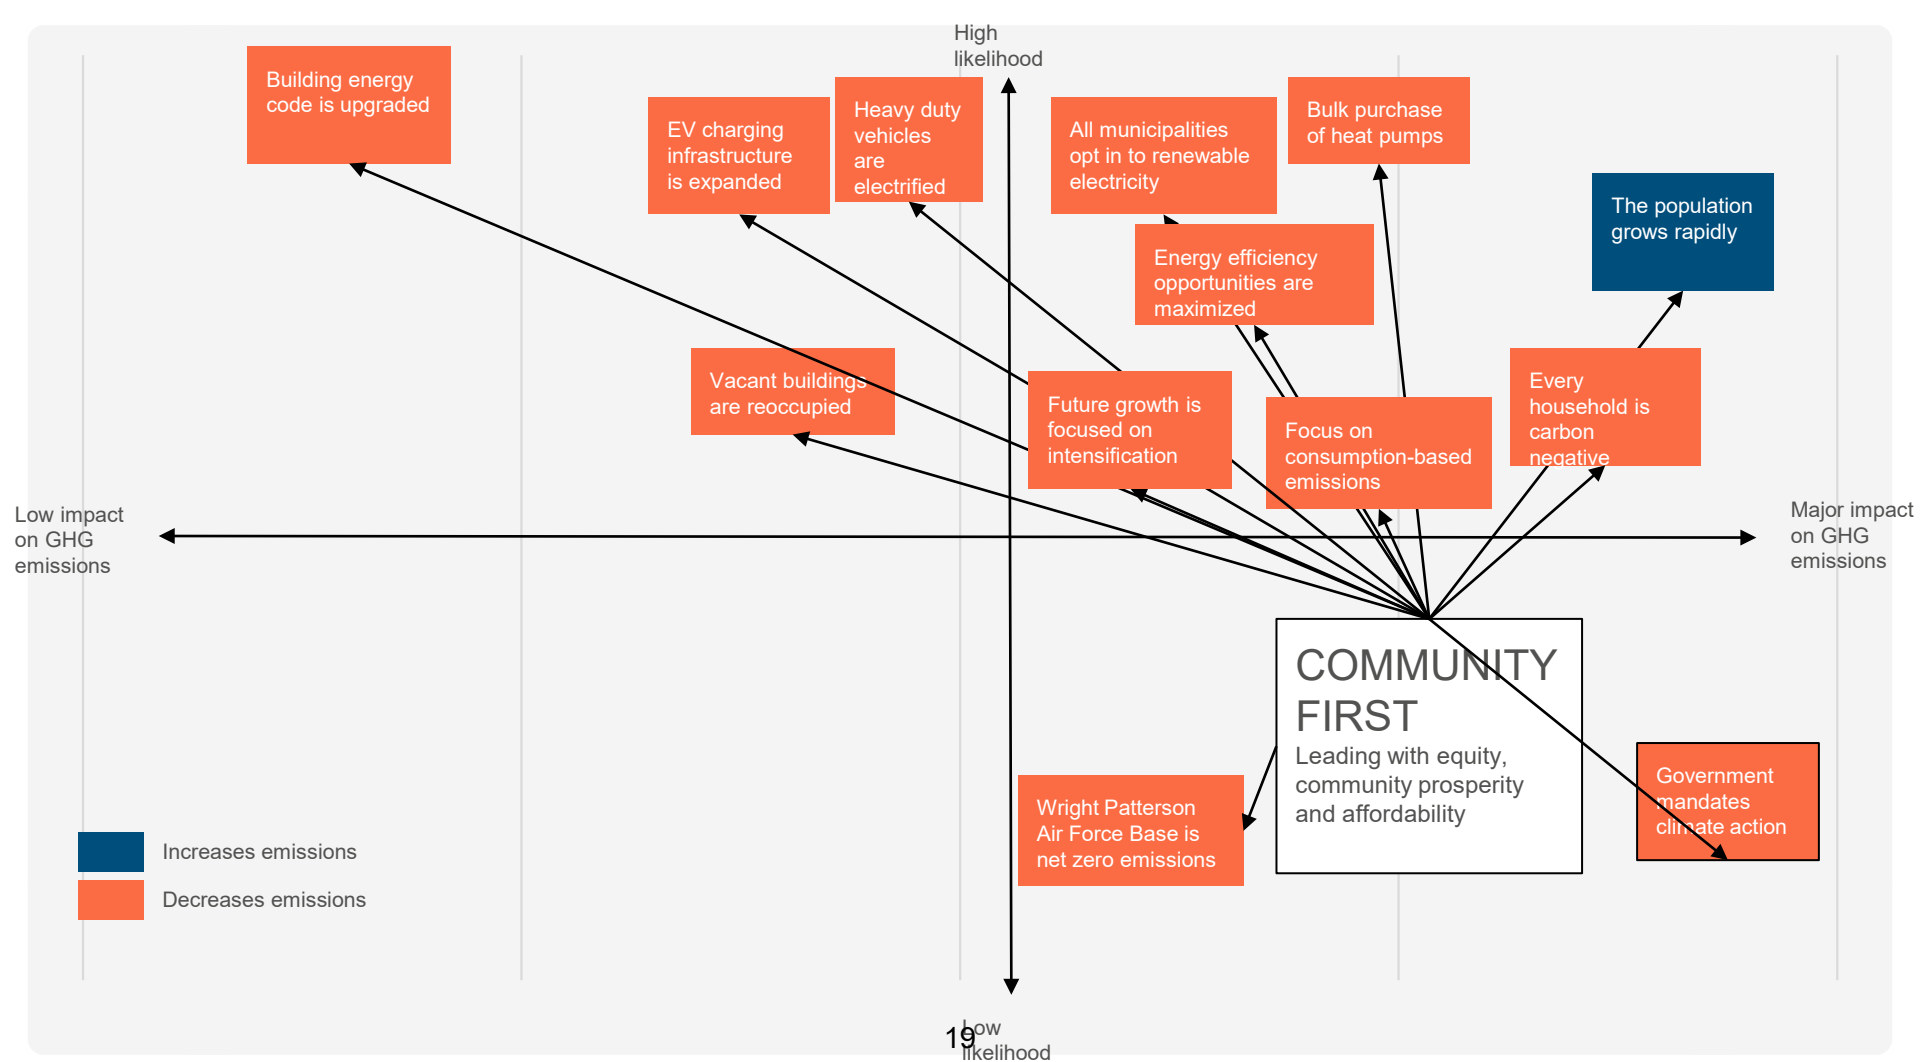 High
likelihood
Building energy
code is upgraded
EV charging
infrastructure
is expanded
Heavy duty
vehicles
are
electrified
All municipalities
opt in to renewable
electricity
Bulk purchase
of heat pumps
The population
grows rapidly
Energy efficiency
opportunities are
maximized
Vacant buildings
are reoccupied
Future growth is
focused on
intensification
Focus on
consumption-based
emissions
Every
household is
carbon
negative
Low impact
on GHG
emissions
Major impact
on GHG
emissions
COMMUNITY
FIRST
Leading with equity,
community prosperity
and affordability
Wright Patterson
Air Force Base is
net zero emissions
Government
mandates
climate action
Increases emissions
Decreases emissions
19
Low
likelihood